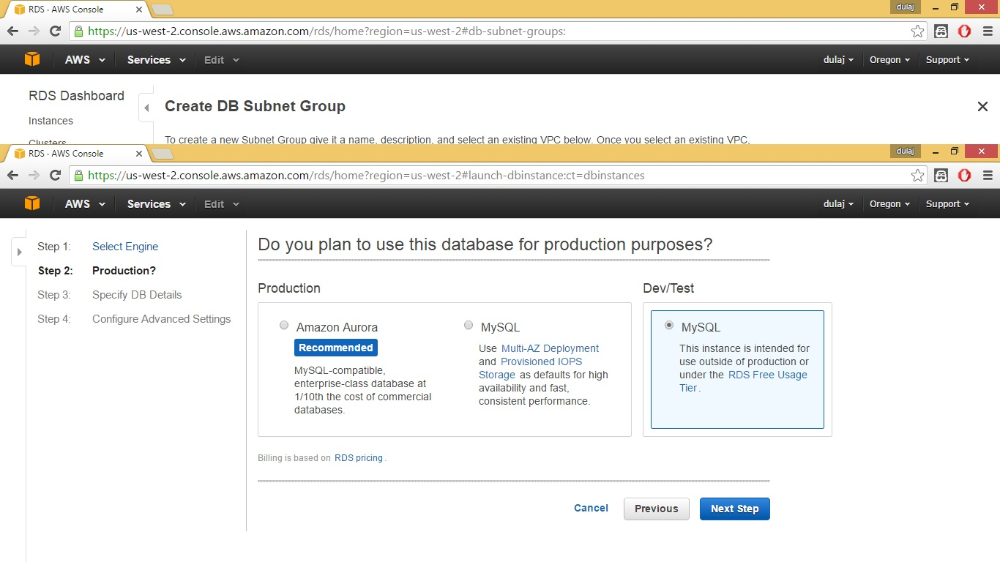 RDS · AWS Console
dulaj
https://us-west-2.console.aws.amazon.com/rds/home?region=us-west-2#db-subnet-groups:
AWS Services Edit dulaj Oregon Support
RDS Dashboard
Instances
Clusters
Create DB Subnet Group
To create a new Subnet Group give it a name, description, and select an existing VPC below. Once you select an existing VPC,
RDS · AWS Console
dulaj
https://us-west-2.console.aws.amazon.com/rds/home?region=us-west-2#launch-dbinstance:ct=dbinstances
AWS Services Edit dulaj Oregon Support
Step 1: Select Engine
Step 2: Production?
Step 3: Specify DB Details
Step 4: Configure Advanced Settings
Do you plan to use this database for production purposes?
Production
Amazon Aurora
Recommended
MySQL-compatible,
enterprise-class database at
1/10th the cost of commercial
databases.
MySQL
Use Multi-AZ Deployment
and Provisioned IOPS
Storage as defaults for high
availability and fast,
consistent performance.
Dev/Test
MySQL
This instance is intended for
use outside of production or
under the RDS Free Usage
Tier.
Billing is based on RDS pricing.
Cancel Previous Next Step